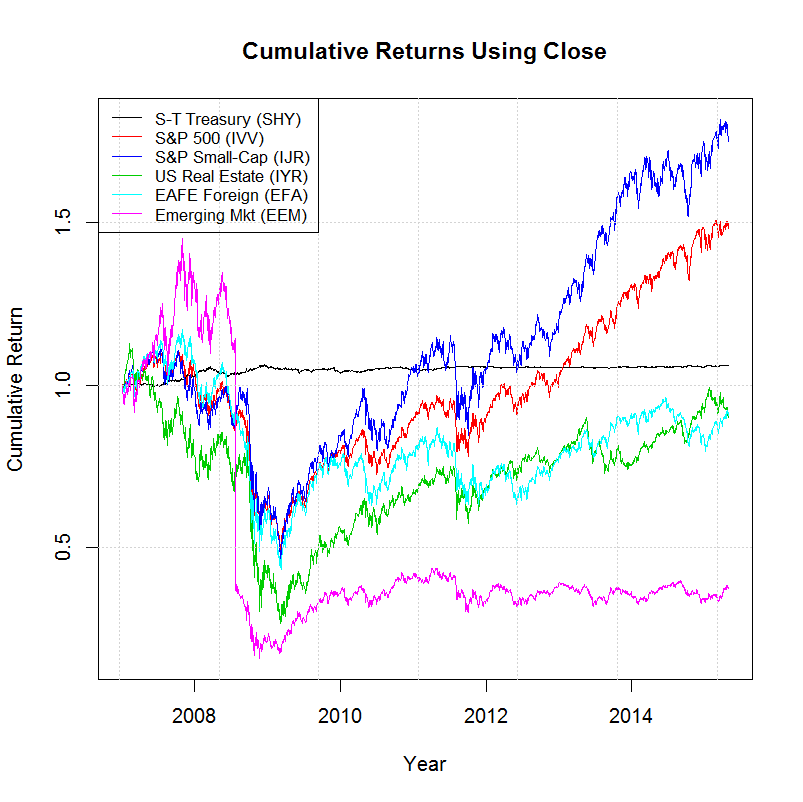 Cumulative Returns Using Close
S-T Treasury (SHY)
S&P 500 (IVV)
S&P Small-Cap (IJR)
US Real Estate (IYR)
EAFE Foreign (EFA)
Emerging Mkt (EEM)
Cumulative Return
1.5
1.0
0.5
2008 2010 2012 2014
Year